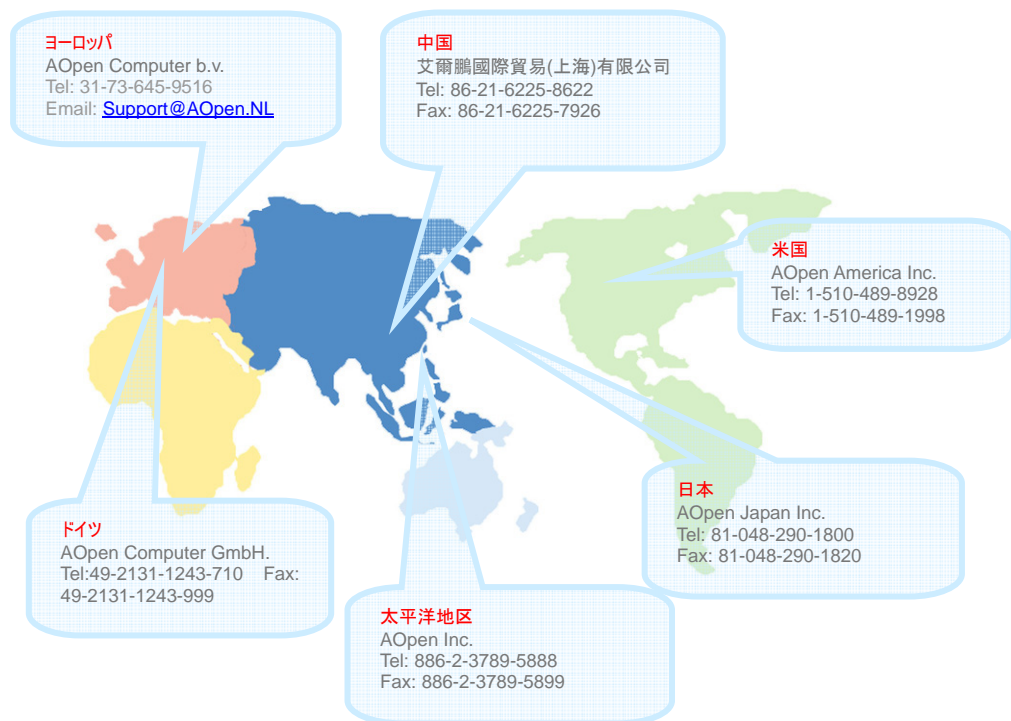 ヨーロッパ
AOpen Computer b.v.
Tel: 31-73-645-9516
Email: Support@AOpen.NL
中国
艾爾鵬國際貿易(上海)有限公司
Tel: 86-21-6225-8622
Fax: 86-21-6225-7926
米国
AOpen America Inc.
Tel: 1-510-489-8928
Fax: 1-510-489-1998
ドイツ
AOpen Computer GmbH.
Tel:49-2131-1243-710 Fax:
49-2131-1243-999
太平洋地区
AOpen Inc.
Tel: 886-2-3789-5888
Fax: 886-2-3789-5899
日本
AOpen Japan Inc.
Tel: 81-048-290-1800
Fax: 81-048-290-1820